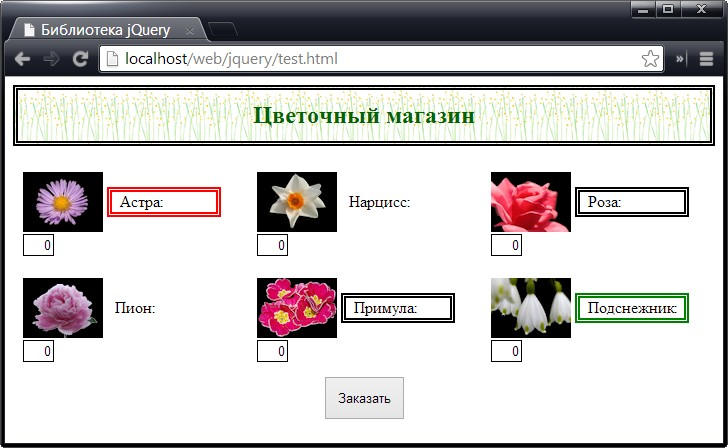 Библиотека jQuery
localhost/web/jquery/test.html
Цветочный магазин
Астра: Нарцисс: Роза:
0 0 0
Пион: Примула: Подснежник:
0 0 0
Заказать